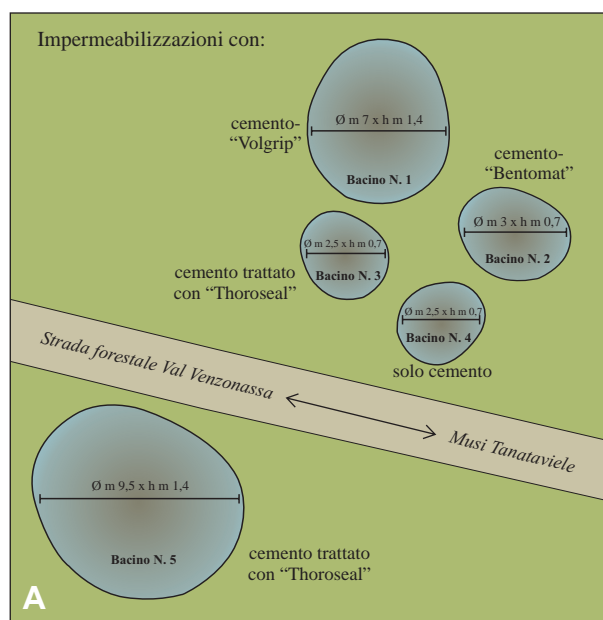 Impermeabilizzazioni con:
cemento-
“Volgrip”
Ø m 7 x h m 1,4
Bacino N. 1
cemento-
“Bentomat”
Ø m 3 x h m 0,7
Bacino N. 2
Ø m 2,5 x h m 0,7
Bacino N. 3
cemento trattato
con “Thoroseal”
Ø m 2,5 x h m 0,7
Bacino N. 4
solo cemento
Strada forestale Val Venzonassa
Musi Tanataviele
Ø m 9,5 x h m 1,4
Bacino N. 5
cemento trattato
con “Thoroseal”
A